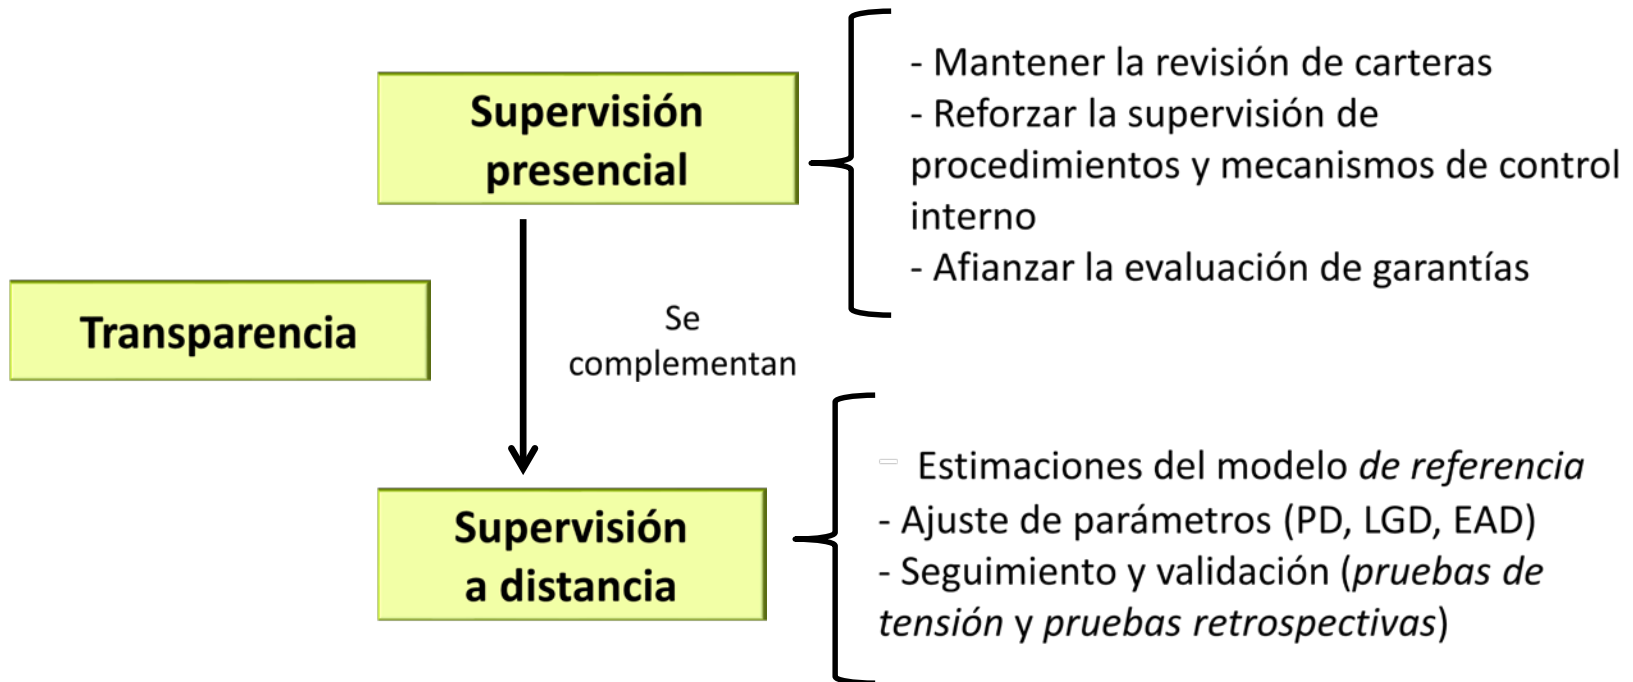 Supervisión
presencial
- Mantener la revisión de carteras
- Reforzar la supervisión de
procedimientos y mecanismos de control
interno
- Afianzar la evaluación de garantías
Transparencia
Se
complementan
Supervisión
a distancia
- Estimaciones del modelo de referencia
- Ajuste de parámetros (PD, LGD, EAD)
- Seguimiento y validación (pruebas de
tensión y pruebas retrospectivas)